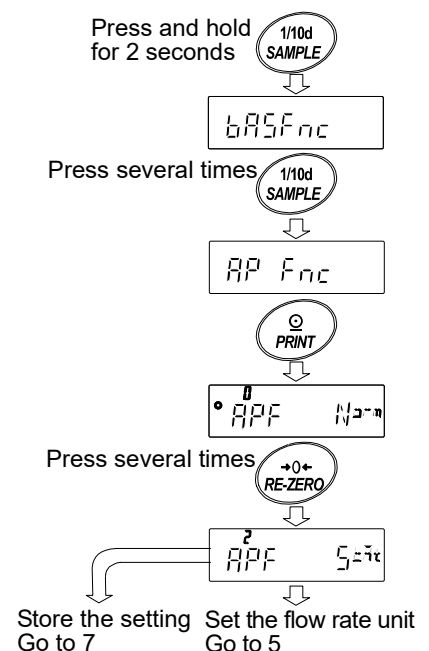 Press and hold
for 2 seconds
1/10d
SAMPLE
bASFnc
Press several times
1/10d
SAMPLE
AP Fnc
PRINT
0
APF Norm
Press several times
→0←
RE-ZERO
2
APF
Store the setting
Go to 7
Set the flow rate unit
Go to 5